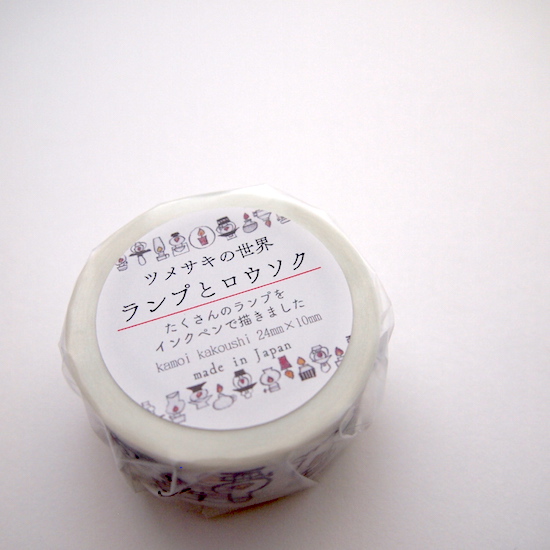 ツメサキの世界
ランプとロウソク
たくさんのランプを
インクペンで描きました
kamoi kakoushi 24mm×10mm
made in Japan